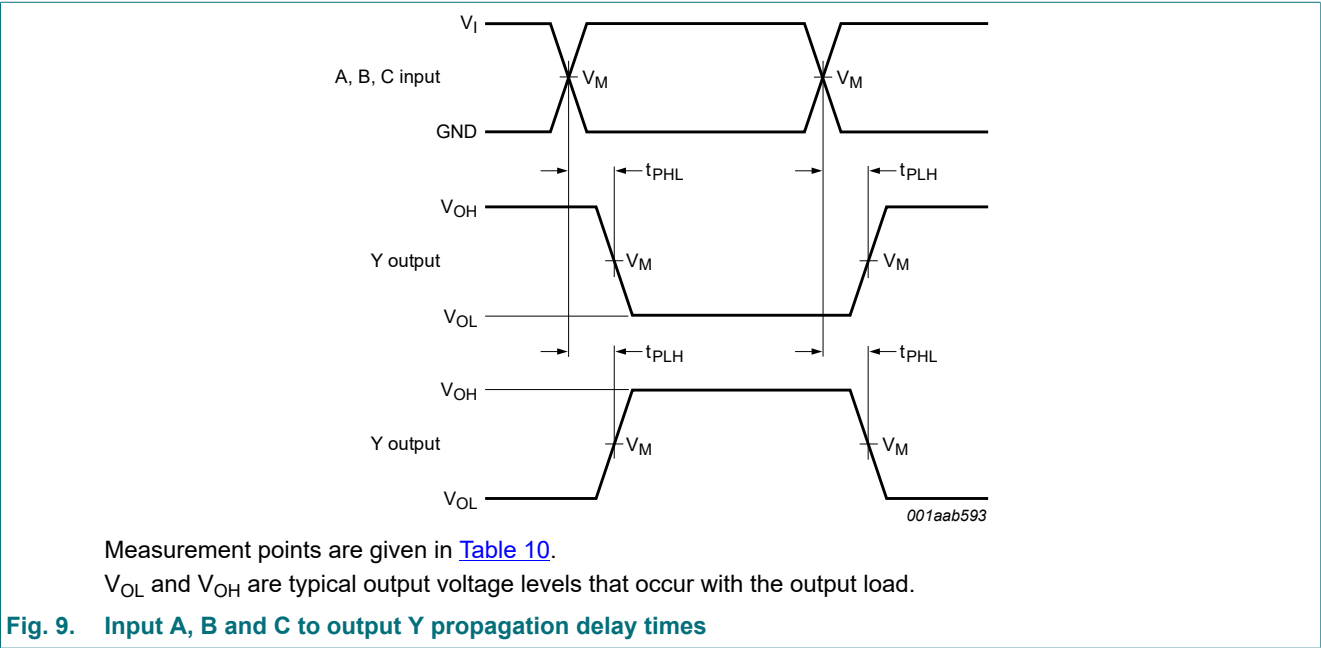 VI
A, B, C input
VM
VM
GND
tPHL
tPLH
VOH
Y output
VM
VM
VOL
tPLH
tPHL
VOH
Y output
VM
VM
VOL
001aab593
Measurement points are given in Table 10.
VOL and VOH are typical output voltage levels that occur with the output load.
Fig. 9. Input A, B and C to output Y propagation delay times